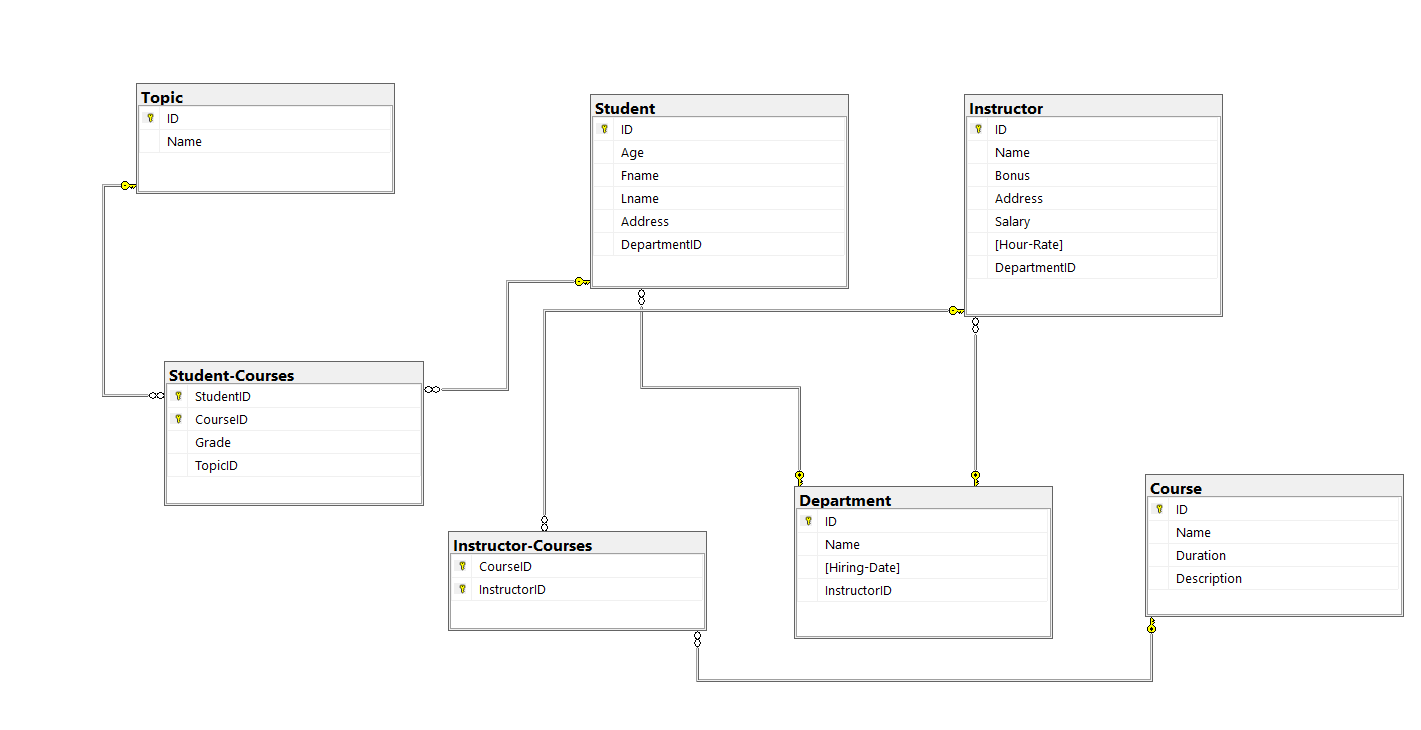 Topic
ID
Name
Student
ID
Age
Fname
Lname
Address
DepartmentID
Instructor
ID
Name
Bonus
Address
Salary
[Hour-Rate]
DepartmentID
Student-Courses
StudentID
CourseID
Grade
TopicID
Instructor-Courses
CourseID
InstructorID
Department
ID
Name
[Hiring-Date]
InstructorID
Course
ID
Name
Duration
Description